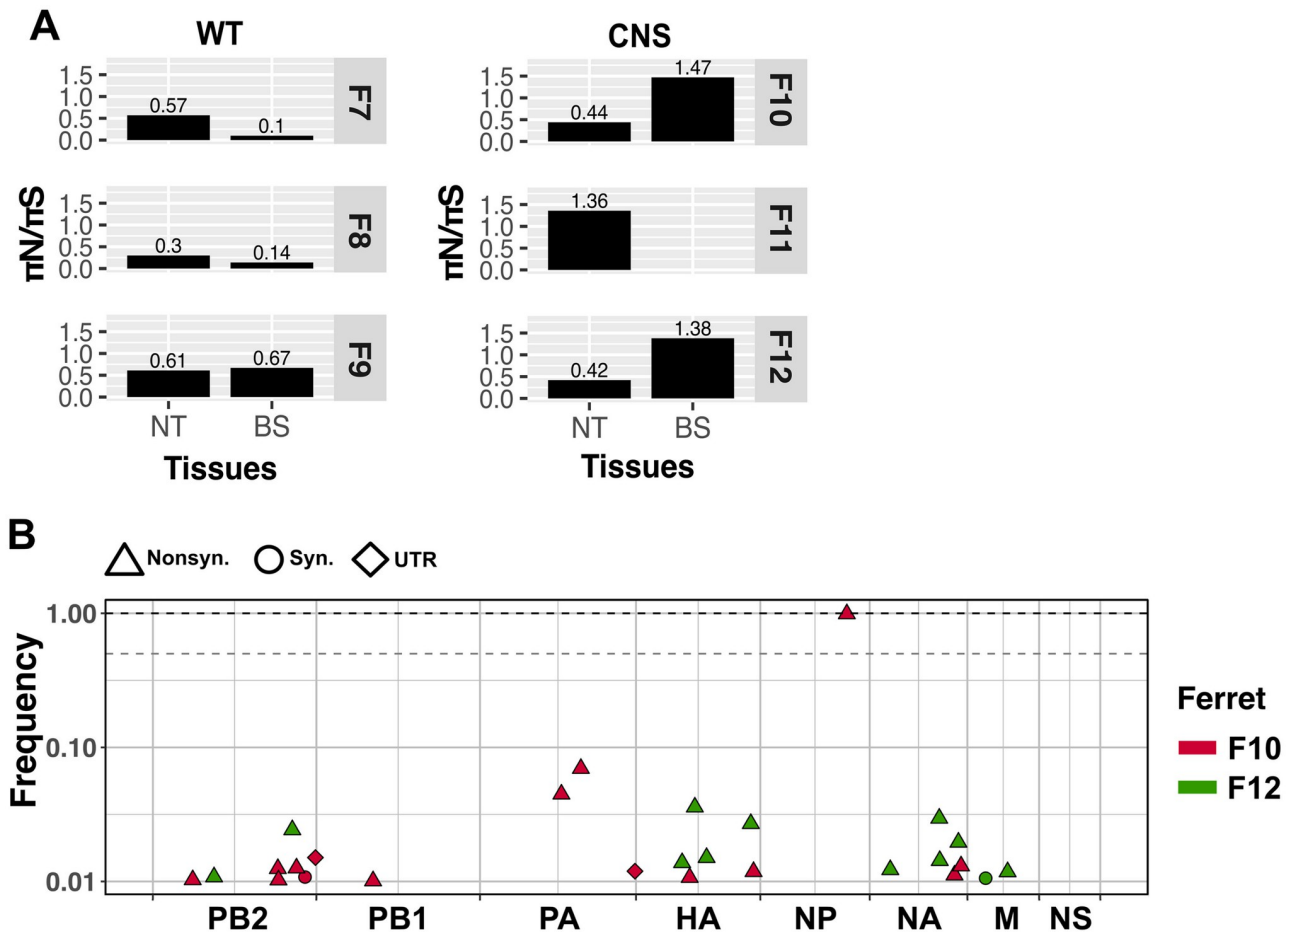 A
WT
CNS
πN/πS
1.5
1.0
0.5
0.0
0.57
0.1
F7
1.5
1.0
0.5
0.0
0.3
0.14
F8
1.5
1.0
0.5
0.0
0.61
0.67
F9
NT
BS
Tissues
πN/πS
1.5
1.0
0.5
0.0
0.44
1.47
F10
1.5
1.0
0.5
0.0
1.36
F11
1.5
1.0
0.5
0.0
0.42
1.38
F12
NT
BS
Tissues
B
Nonsyn.
Syn.
UTR
Frequency
1.00
0.10
0.01
PB2
PB1
PA
HA
NP
NA
M
NS
Ferret
F10
F12